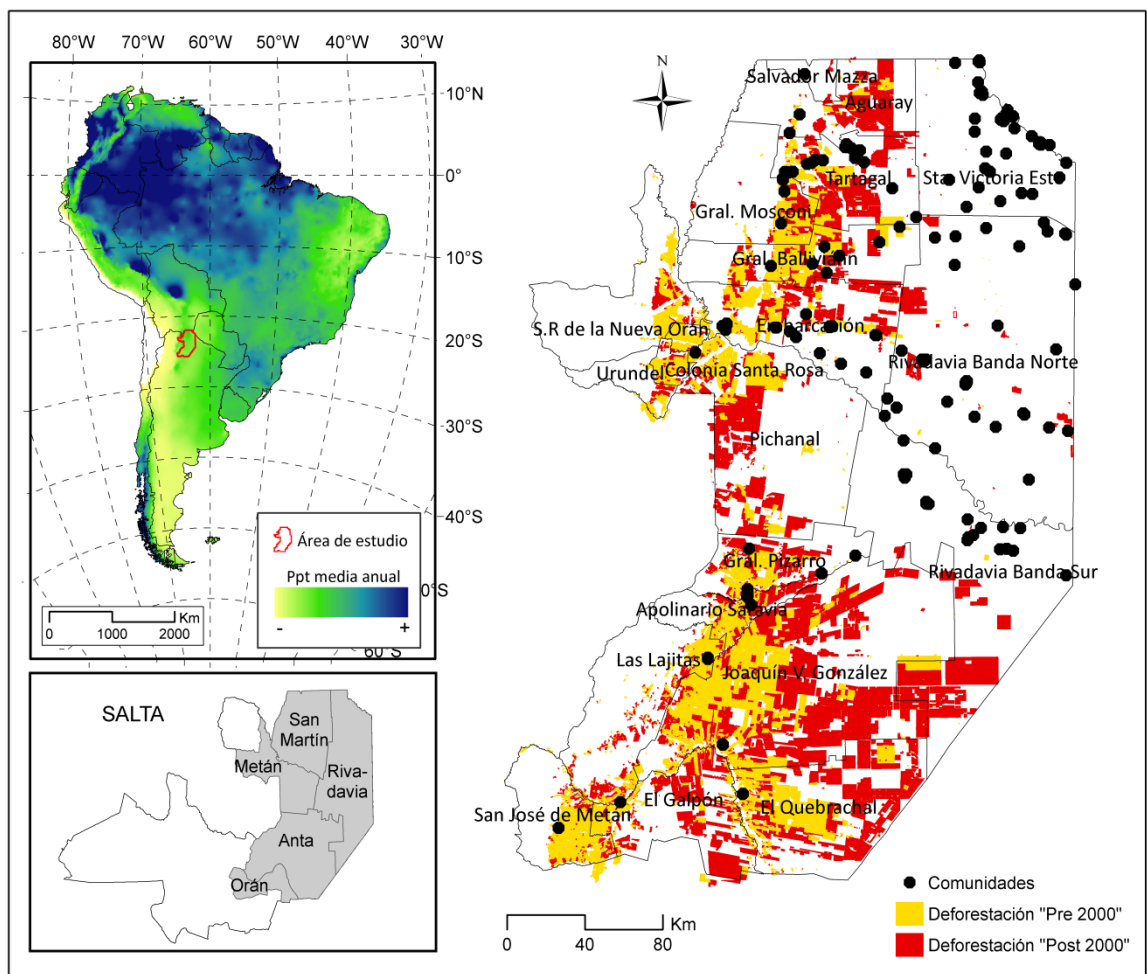 80°W 70°W 60°W 50°W 40°W 30°W
10°N
0°
10°S
20°S
30°S
40°S
0°S
60°S
Área de estudio
Ppt media anual
- +
Km
0 1000 2000
SALTA
San
Martín
Metán
Riva-
davia
Anta
Orán
N
Salvador Mazza
Aguaray
Tartagal
Sta. Victoria Este
Gral. Mosconi
Gral. Balliviann
S.R de la Nueva Orán
Embarcación
Urundel
Colonia Santa Rosa
Rivadavia Banda Norte
Pichanal
Gral. Pizarro
Rivadavia Banda Sur
Apolinario Saravia
Las Lajitas
Joaquín V. González
El Galpón
El Quebrachal
San José de Metán
Km
0 40 80
Comunidades
Deforestación "Pre 2000"
Deforestación "Post 2000"